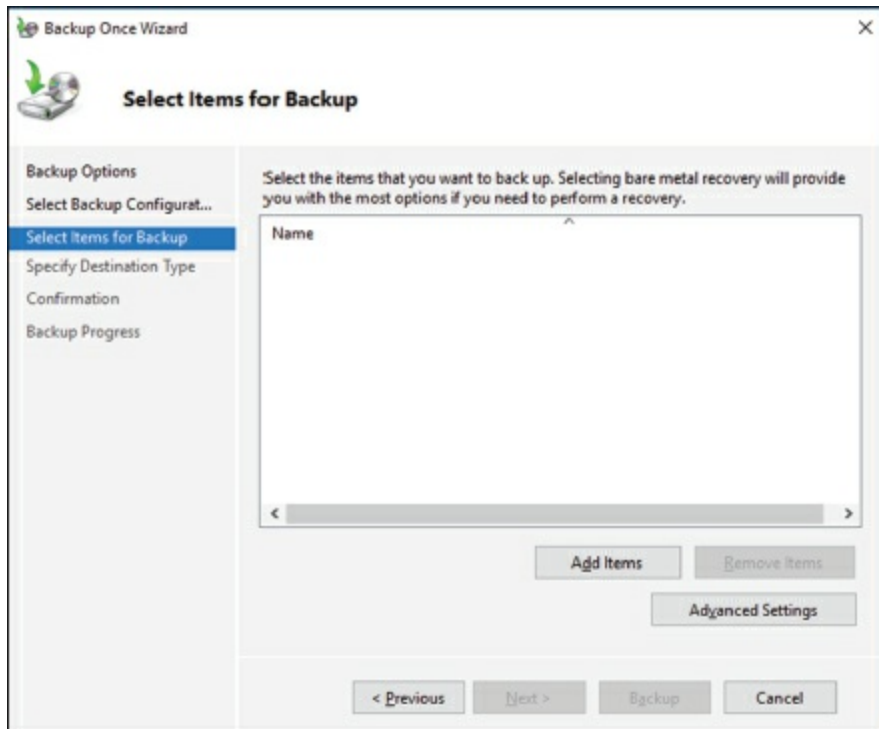 Backup Once Wizard
Select Items for Backup
Backup Options
Select Backup Configurat...
Select Items for Backup
Specify Destination Type
Confirmation
Backup Progress
Select the items that you want to back up. Selecting bare metal recovery will provide
you with the most options if you need to perform a recovery.
Name
Add Items
Remove Items
Advanced Settings
< Previous
Next >
Backup
Cancel